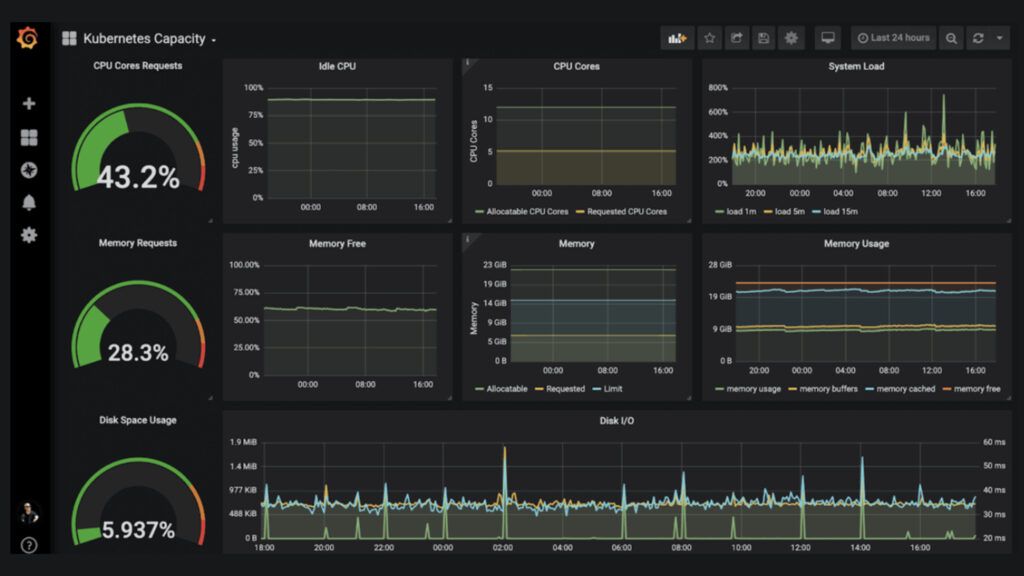 Kubernetes Capacity
Last 24 hours
CPU Cores Requests
43.2%
Idle CPU
100%
75%
50%
25%
0%
cpu usage
00:00 08:00 16:00
CPU Cores
15
10
5
0
CPU Cores
00:00 08:00 16:00
Allocatable CPU Cores Requested CPU Cores
System Load
800%
600%
400%
200%
0%
20:00 00:00 04:00 08:00 12:00 16:00
load 1m load 5m load 15m
Memory Requests
28.3%
Memory Free
100.00%
75.00%
50.00%
25.00%
0%
00:00 08:00 16:00
Memory
23 GiB
19 GiB
14 GiB
9 GiB
5 GiB
0 B
Memory
00:00 08:00 16:00
Allocatable Requested Limit
Memory Usage
28 GiB
19 GiB
9 GiB
0 B
20:00 00:00 04:00 08:00 12:00 16:00
memory usage memory buffers memory cached memory free
Disk Space Usage
5.937%
Disk I/O
1.9 MiB
1.4 MiB
977 KiB
488 KiB
0 B
60 ms
50 ms
40 ms
30 ms
20 ms
18:00 20:00 22:00 00:00 02:00 04:00 06:00 08:00 10:00 12:00 14:00 16:00